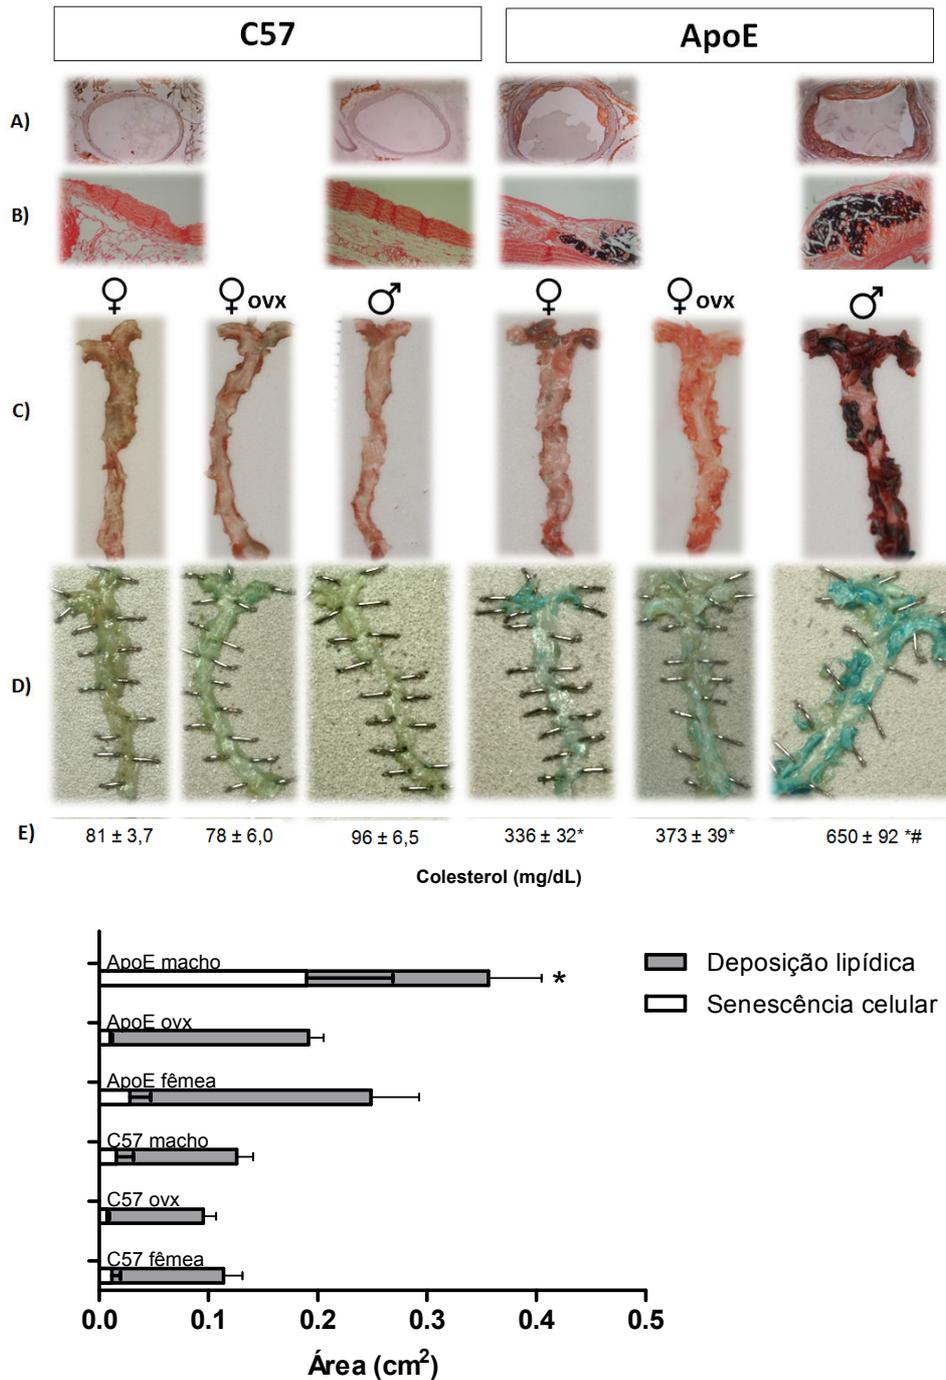 C57
ApoE
A)
B)
♀ ♀ovx ♂ ♀ ♀ovx ♂
C)
D)
E) 81 ± 3,7 78 ± 6,0 96 ± 6,5 336 ± 32* 373 ± 39* 650 ± 92 *#
Colesterol (mg/dL)
ApoE macho
*
ApoE ovx
ApoE fêmea
C57 macho
C57 ovx
C57 fêmea
Deposição lipídica
Senescência celular
0.0 0.1 0.2 0.3 0.4 0.5
Área (cm²)